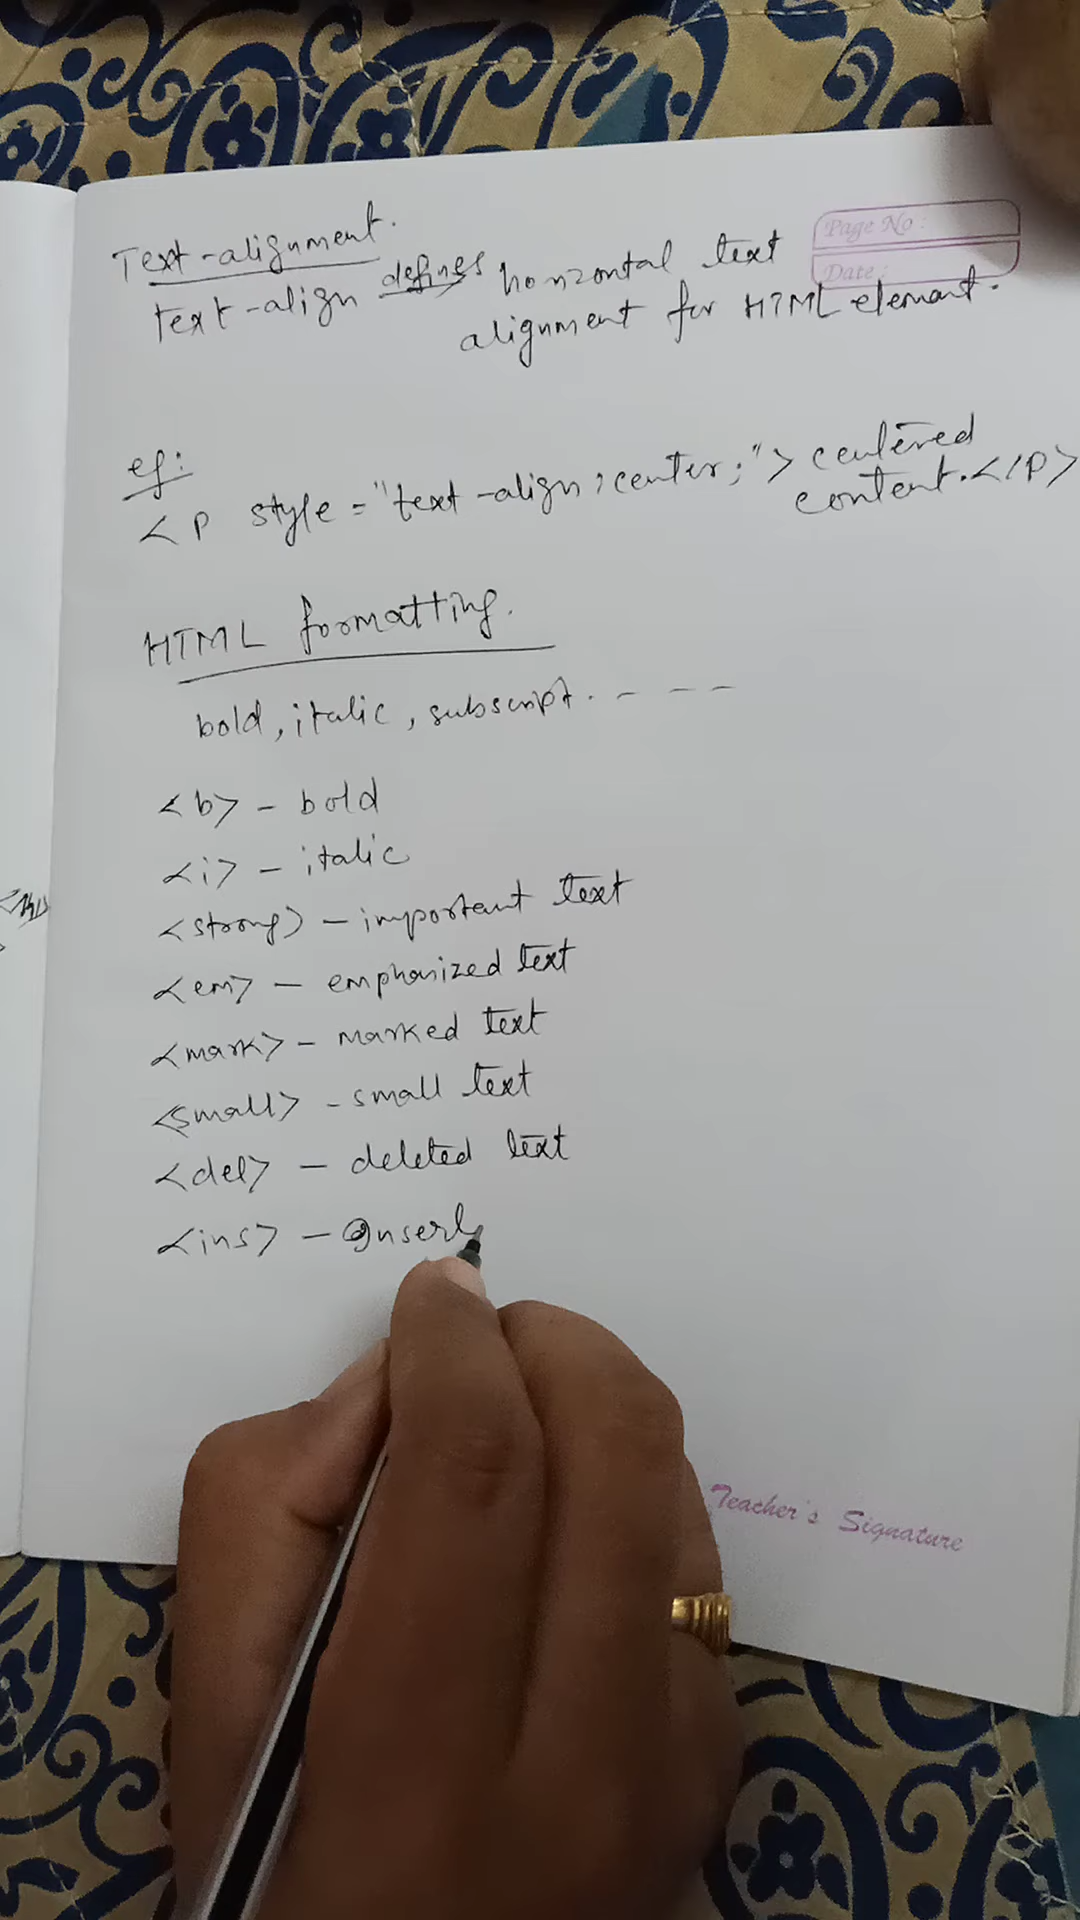 Text-alignment.
text-align defines horizontal text
alignment for HTML element.
Page No :
Date :
eg:
<p style="text-align:center;"> centered
content.</p>
HTML formatting.
bold, italic, subscript. - - - -
<b> - bold
<i> - italic
<strong> - important text
<em> - emphasized text
<mark> - marked text
<small> - small text
<del> - deleted text
<ins> - Insert
Teacher's Signature